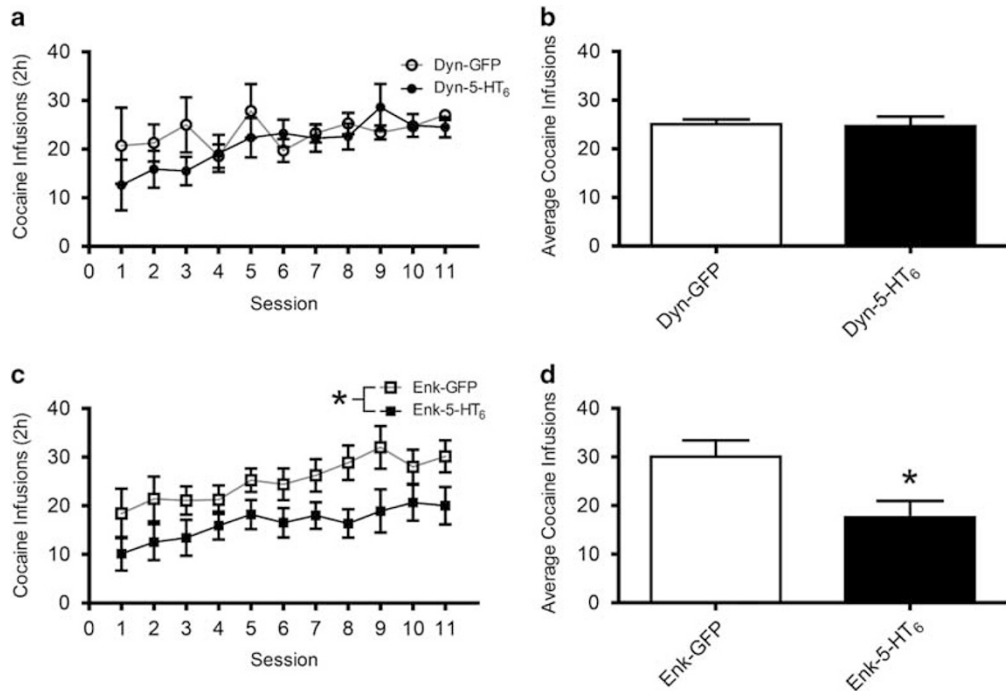 a
Cocaine Infusions (2h)
40
30
20
10
0
Dyn-GFP
Dyn-5-HT₆
0 1 2 3 4 5 6 7 8 9 10 11
Session
b
Average Cocaine Infusions
40
30
20
10
0
Dyn-GFP
Dyn-5-HT₆
c
Cocaine Infusions (2h)
40
30
20
10
0
* Enk-GFP
Enk-5-HT₆
0 1 2 3 4 5 6 7 8 9 10 11
Session
d
Average Cocaine Infusions
40
30
20
10
0
*
Enk-GFP
Enk-5-HT₆